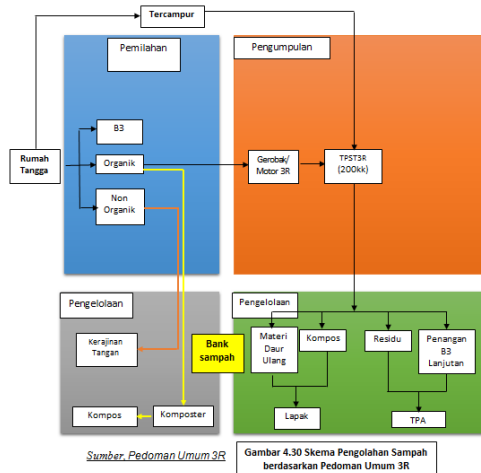 Tercampur
Pemilahan
Pengumpulan
B3
Rumah
Tangga
Organik
Gerobak/
Motor 3R
TPST3R
(200kk)
Non
Organik
Pengelolaan
Pengelolaan
Kerajinan
Tangan
Bank
sampah
Materi
Daur
Ulang
Kompos
Residu
Penangan
B3
Lanjutan
Kompos
Komposter
Lapak
TPA
Sumber, Pedoman Umum 3R
Gambar 4.30 Skema Pengolahan Sampah
berdasarkan Pedoman Umum 3R